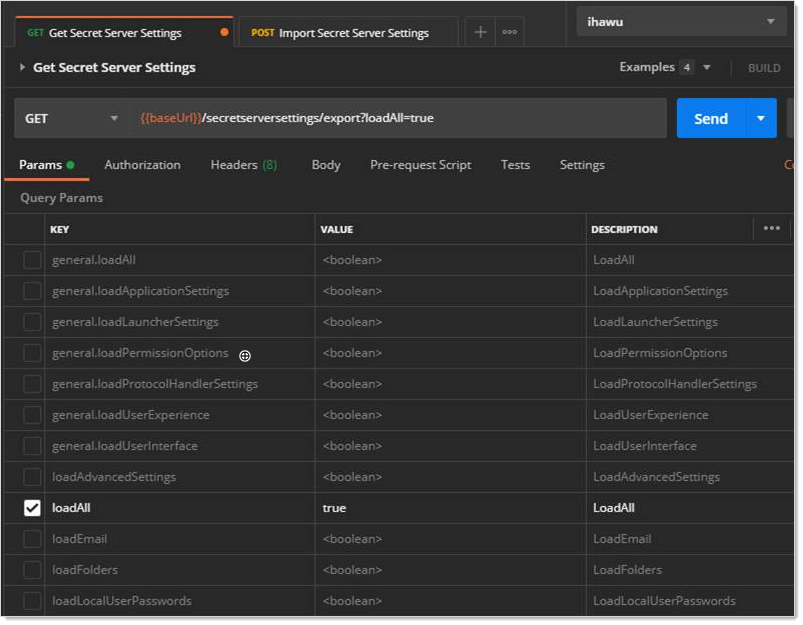 GET Get Secret Server Settings POST Import Secret Server Settings ihawu
Get Secret Server Settings Examples 4 BUILD
GET {{baseUrl}}/secretserversettings/export?loadAll=true Send
Params Authorization Headers (8) Body Pre-request Script Tests Settings
Query Params
KEY VALUE DESCRIPTION
general.loadAll <boolean> LoadAll
general.loadApplicationSettings <boolean> LoadApplicationSettings
general.loadLauncherSettings <boolean> LoadLauncherSettings
general.loadPermissionOptions <boolean> LoadPermissionOptions
general.loadProtocolHandlerSettings <boolean> LoadProtocolHandlerSettings
general.loadUserExperience <boolean> LoadUserExperience
general.loadUserInterface <boolean> LoadUserInterface
loadAdvancedSettings <boolean> LoadAdvancedSettings
loadAll true LoadAll
loadEmail <boolean> LoadEmail
loadFolders <boolean> LoadFolders
loadLocalUserPasswords <boolean> LoadLocalUserPasswords